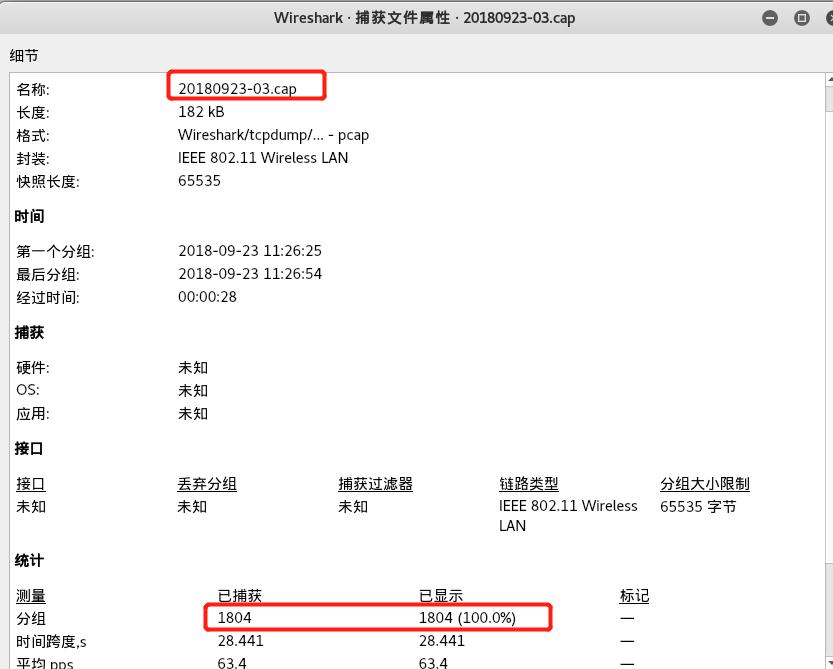 Wireshark · 捕获文件属性 · 20180923-03.cap
细节
名称: 20180923-03.cap
长度: 182 kB
格式: Wireshark/tcpdump/... - pcap
封装: IEEE 802.11 Wireless LAN
快照长度: 65535
时间
第一个分组: 2018-09-23 11:26:25
最后分组: 2018-09-23 11:26:54
经过时间: 00:00:28
捕获
硬件: 未知
OS: 未知
应用: 未知
接口
接口 丢弃分组 捕获过滤器 链路类型 分组大小限制
未知 未知 未知 IEEE 802.11 Wireless 65535 字节
LAN
统计
测量 已捕获 已显示 标记
分组 1804 1804 (100.0%) —
时间跨度,s 28.441 28.441 —
平均 pps 63.4 63.4 —